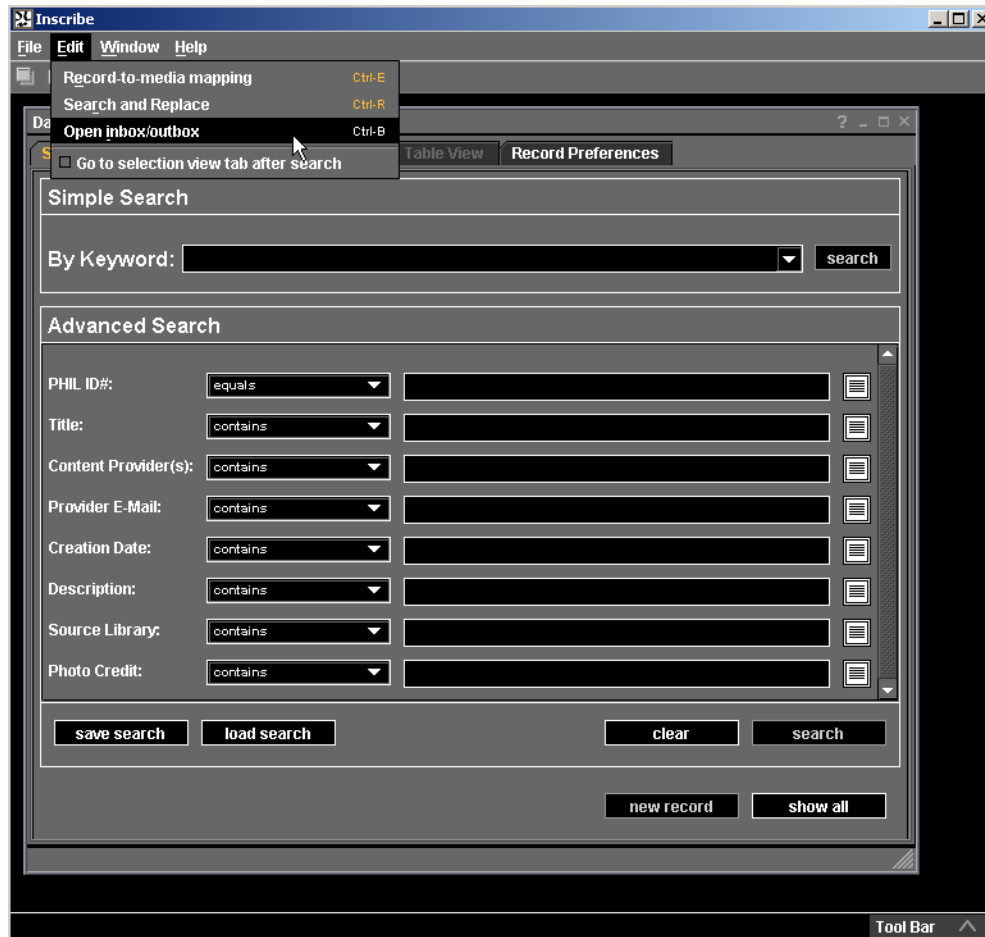 Inscribe
File Edit Window Help
Record-to-media mapping Ctrl-E
Search and Replace Ctrl-R
Open inbox/outbox Ctrl-B
Go to selection view tab after search
Da ? 
S Table View Record Preferences
Simple Search
By Keyword: search
Advanced Search
PHIL ID#: equals
Title: contains
Content Provider(s): contains
Provider E-Mail: contains
Creation Date: contains
Description: contains
Source Library: contains
Photo Credit: contains
save search load search clear search
new record show all
Tool Bar